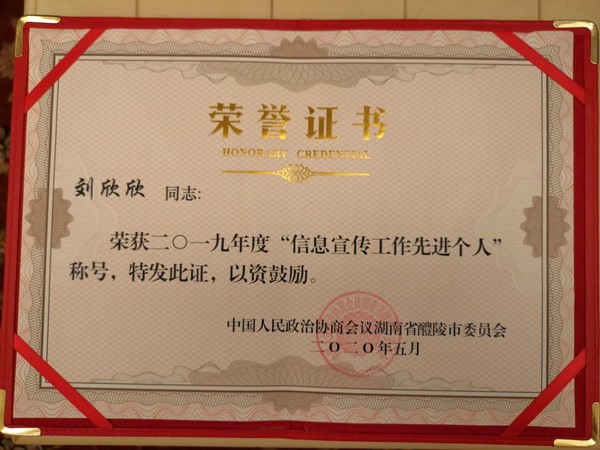 荣誉证书
HONORARY CREDENTIAL
刘欣欣 同志:
荣获二〇一九年度“信息宣传工作先进个人”
称号，特发此证，以资鼓励。
中国人民政治协商会议湖南省醴陵市委员会
二〇二〇年五月